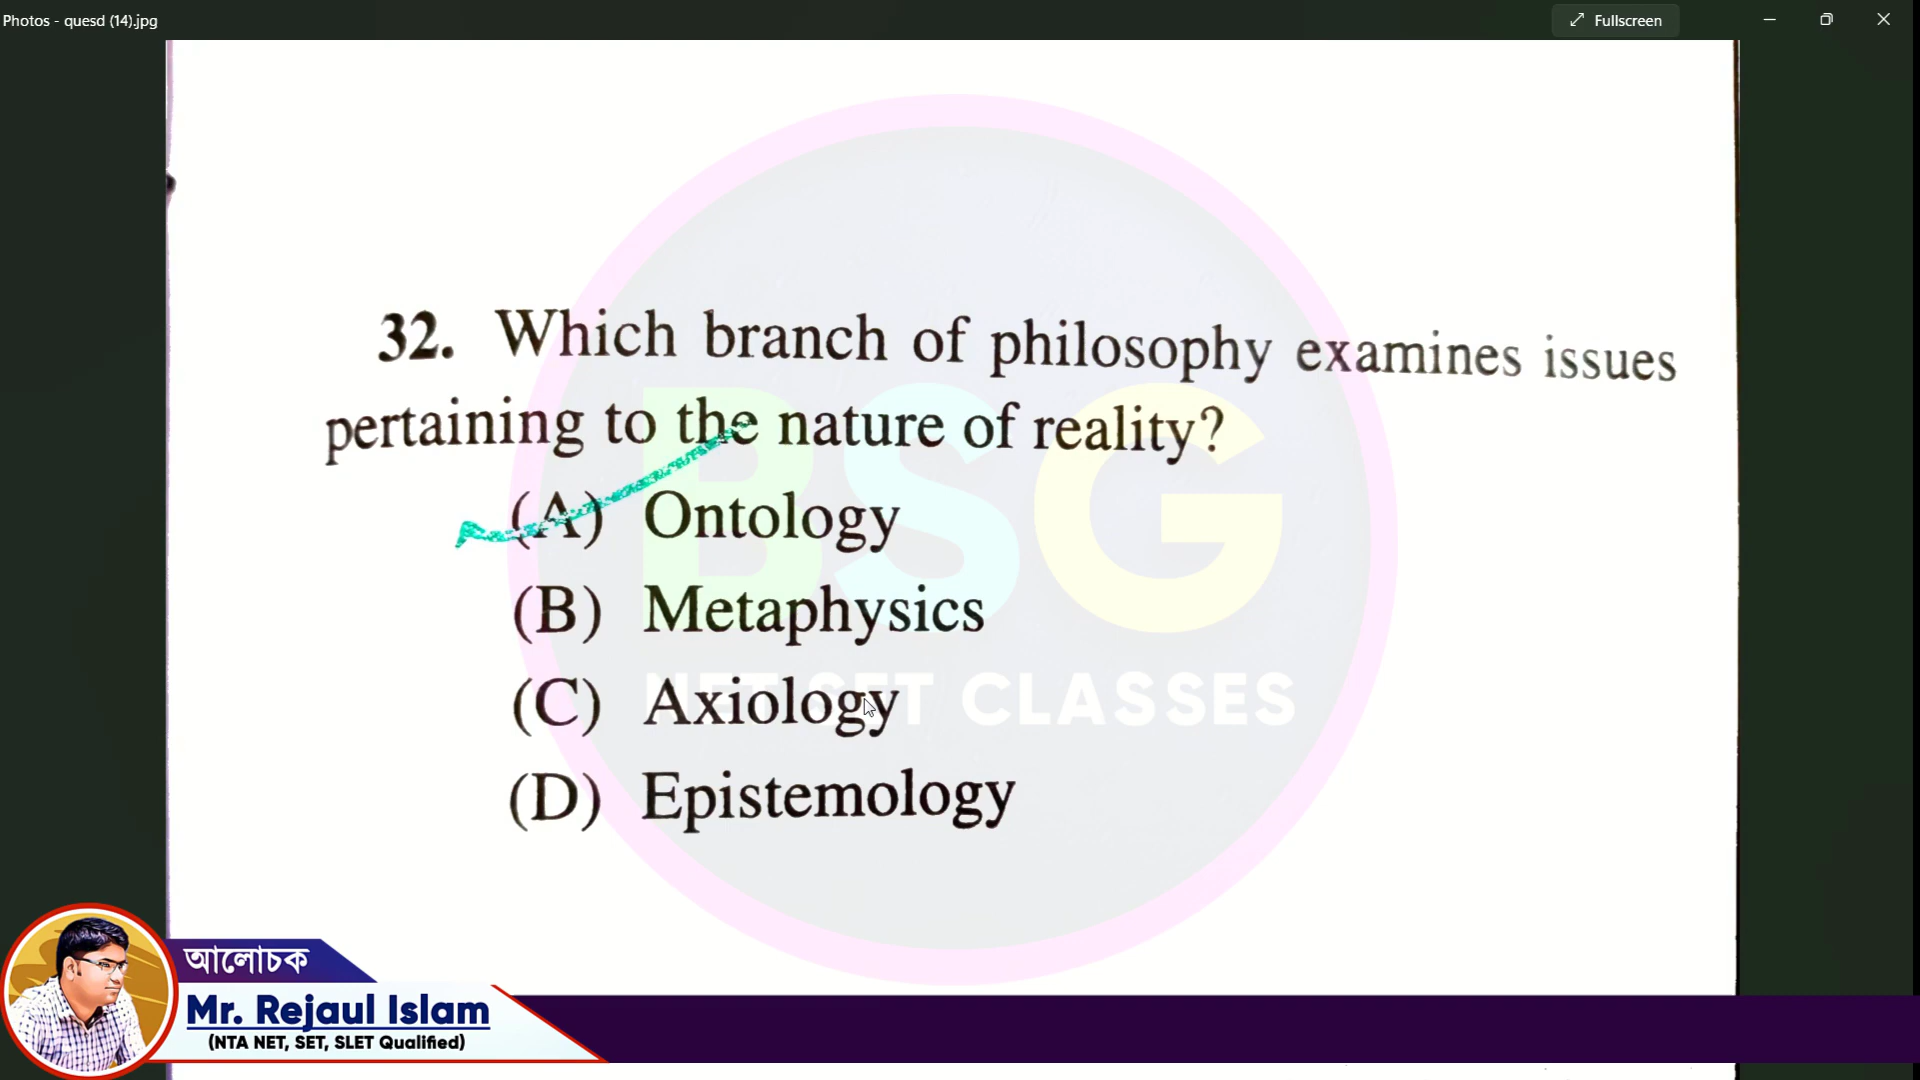 Photos - quesd (14).jpg
Fullscreen
32. Which branch of philosophy examines issues
pertaining to the nature of reality?
(A) Ontology
(B) Metaphysics
(C) Axiology
(D) Epistemology
BSG
NET SET CLASSES
আলোচক
Mr. Rejaul Islam
(NTA NET, SET, SLET Qualified)